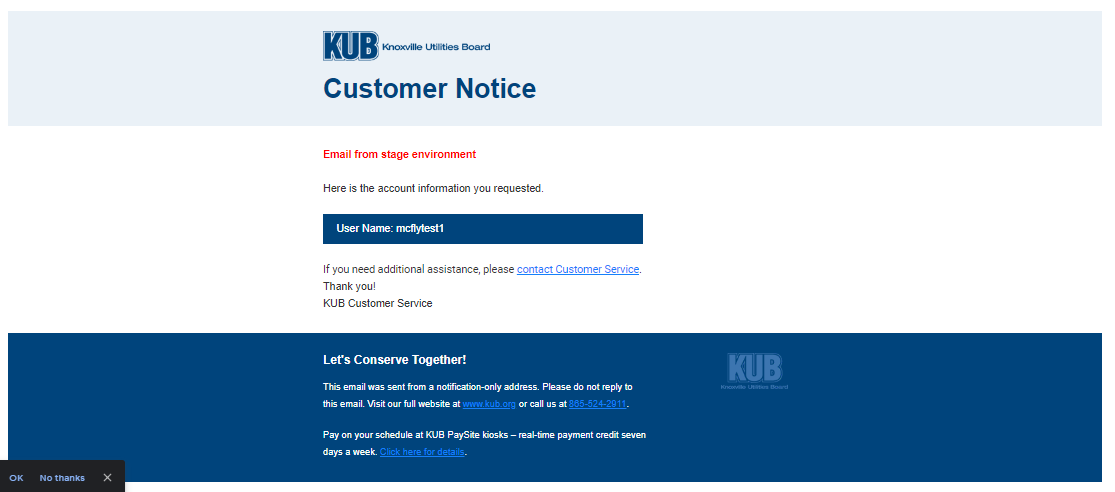 KUB Knoxville Utilities Board
Customer Notice
Email from stage environment
Here is the account information you requested.
User Name: mcflytest1
If you need additional assistance, please contact Customer Service.
Thank you!
KUB Customer Service
Let's Conserve Together!
KUB
Knoxville Utilities Board
This email was sent from a notification-only address. Please do not reply to
this email. Visit our full website at www.kub.org or call us at 865-524-2911.
Pay on your schedule at KUB PaySite kiosks – real-time payment credit seven
days a week. Click here for details.
OK No thanks